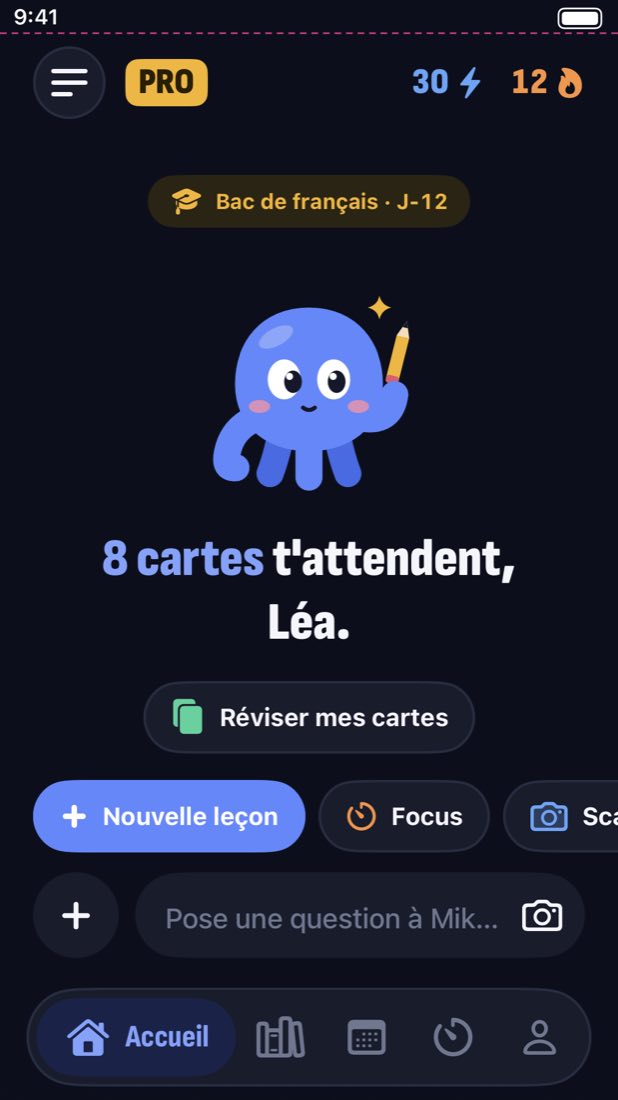 9:41
PRO
30
12
Bac de français · J-12
8 cartes t'attendent,
Léa.
Réviser mes cartes
Nouvelle leçon
Focus
Sca
Pose une question à Mik...
Accueil